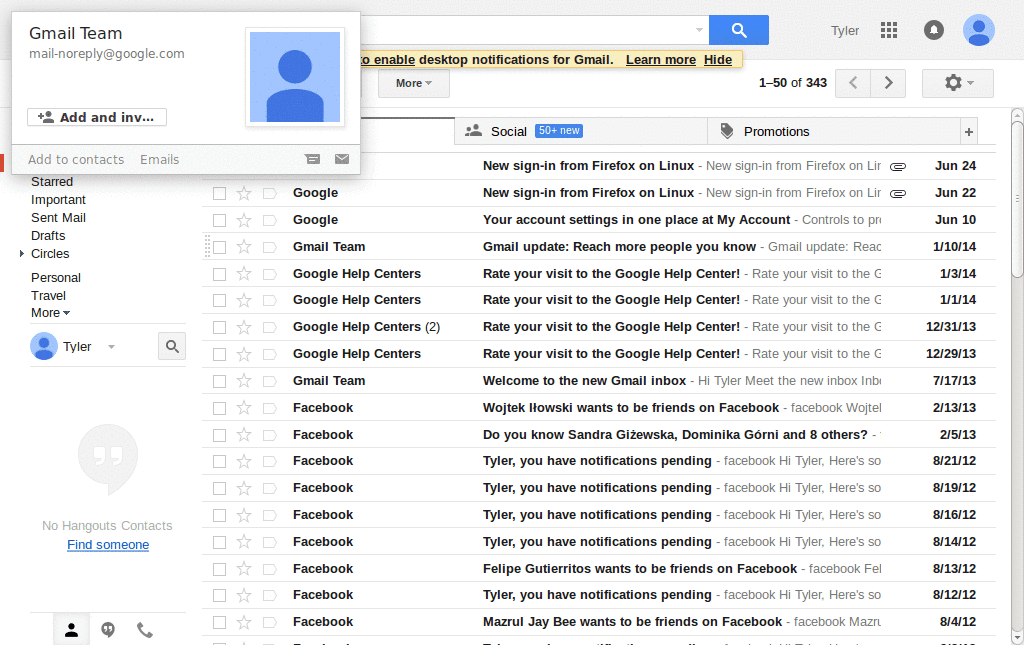 Gmail Team
mail-noreply@google.com
Add and inv...
Add to contacts Emails
Tyler
to enable desktop notifications for Gmail. Learn more Hide
More
1–50 of 343
Social 50+ new
Promotions
+
Starred
Important
Sent Mail
Drafts
Circles
Personal
Travel
More
Tyler
No Hangouts Contacts
Find someone
New sign-in from Firefox on Linux - New sign-in from Firefox on Lin Jun 24
Google New sign-in from Firefox on Linux - New sign-in from Firefox on Lin Jun 22
Google Your account settings in one place at My Account - Controls to pro Jun 10
Gmail Team Gmail update: Reach more people you know - Gmail update: Reac 1/10/14
Google Help Centers Rate your visit to the Google Help Center! - Rate your visit to the G 1/3/14
Google Help Centers Rate your visit to the Google Help Center! - Rate your visit to the G 1/1/14
Google Help Centers (2) Rate your visit to the Google Help Center! - Rate your visit to the G 12/31/13
Google Help Centers Rate your visit to the Google Help Center! - Rate your visit to the G 12/29/13
Gmail Team Welcome to the new Gmail inbox - Hi Tyler Meet the new inbox Inbo 7/17/13
Facebook Wojtek Iłowski wants to be friends on Facebook - facebook Wojtek 2/13/13
Facebook Do you know Sandra Giżewska, Dominika Górni and 8 others? - 2/5/13
Facebook Tyler, you have notifications pending - facebook Hi Tyler, Here's so 8/21/12
Facebook Tyler, you have notifications pending - facebook Hi Tyler, Here's so 8/19/12
Facebook Tyler, you have notifications pending - facebook Hi Tyler, Here's so 8/16/12
Facebook Tyler, you have notifications pending - facebook Hi Tyler, Here's so 8/14/12
Facebook Felipe Gutierritos wants to be friends on Facebook - facebook Fel 8/13/12
Facebook Tyler, you have notifications pending - facebook Hi Tyler, Here's so 8/12/12
Facebook Mazrul Jay Bee wants to be friends on Facebook - facebook Mazru 8/4/12